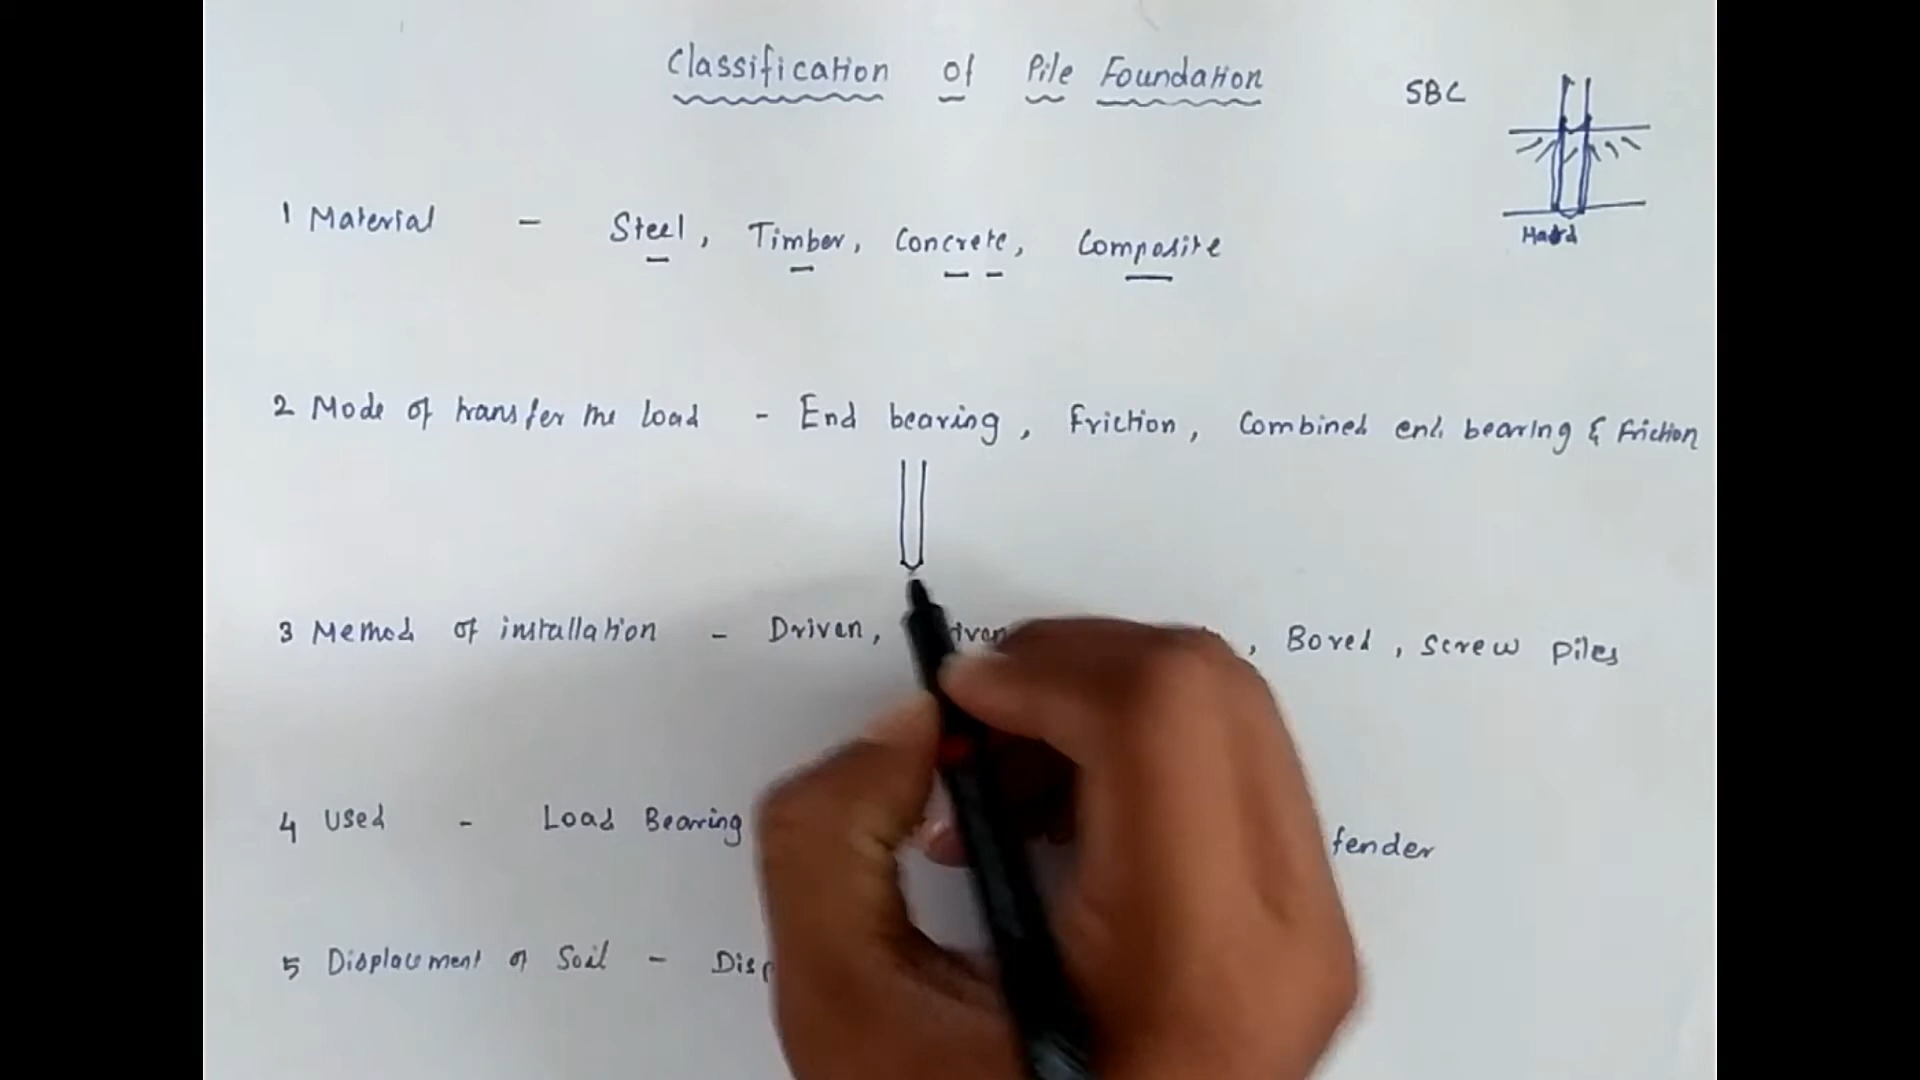 Classification of Pile Foundation
SBC
Hard
1 Material - Steel, Timber, Concrete, Composite
2 Mode of transfer the load - End bearing, Friction, Combined end bearing & Friction
3 Method of installation - Driven, , Bored, Screw Piles
4 Used - Load Bearing fender
5 Displacement of Soil -